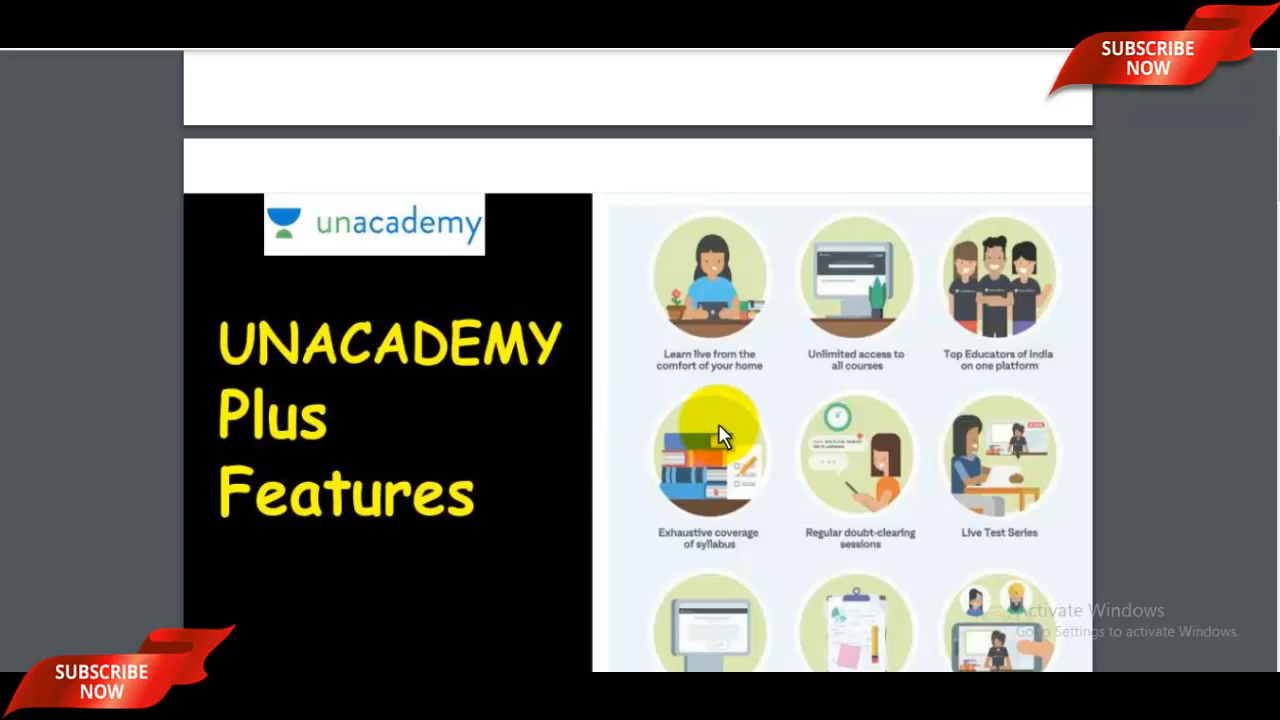 SUBSCRIBE
NOW
unacademy
UNACADEMY
Plus
Features
Learn live from the
comfort of your home
Unlimited access to
all courses
Top Educators of India
on one platform
Exhaustive coverage
of syllabus
Regular doubt-clearing
sessions
Live Test Series
Activate Windows
Go to Settings to activate Windows.
SUBSCRIBE
NOW